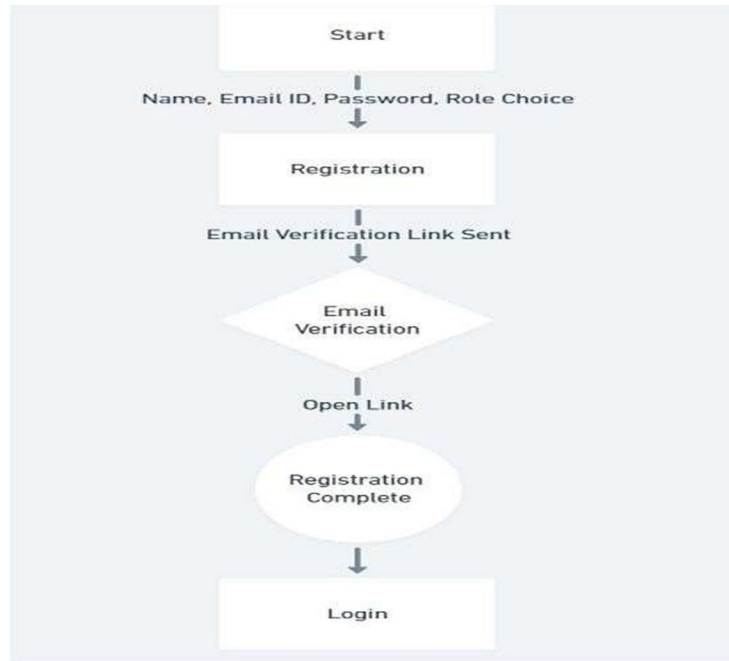 Start
Name, Email ID, Password, Role Choice
Registration
Email Verification Link Sent
Email
Verification
Open Link
Registration
Complete
Login